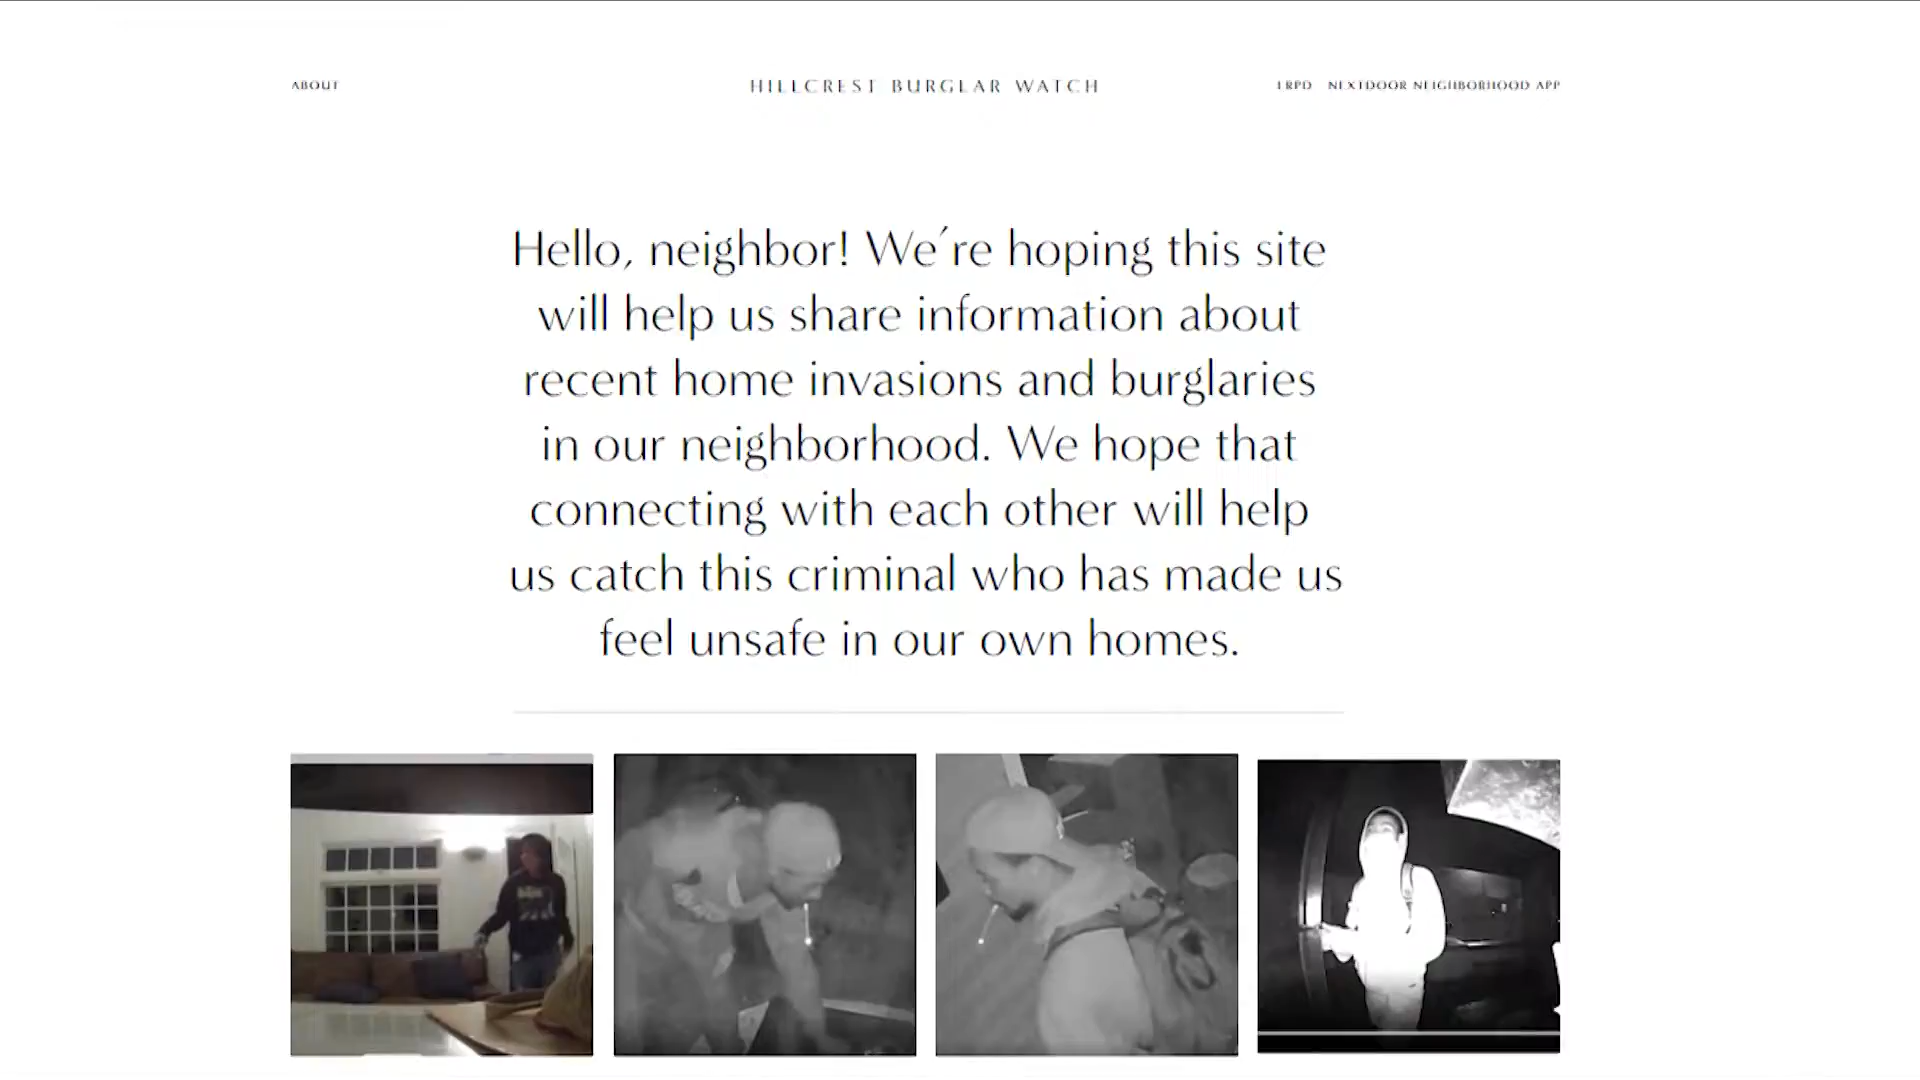 ABOUT
HILLCREST BURGLAR WATCH
LRPD NEXTDOOR NEIGHBORHOOD APP
Hello, neighbor! We're hoping this site
will help us share information about
recent home invasions and burglaries
in our neighborhood. We hope that
connecting with each other will help
us catch this criminal who has made us
feel unsafe in our own homes.